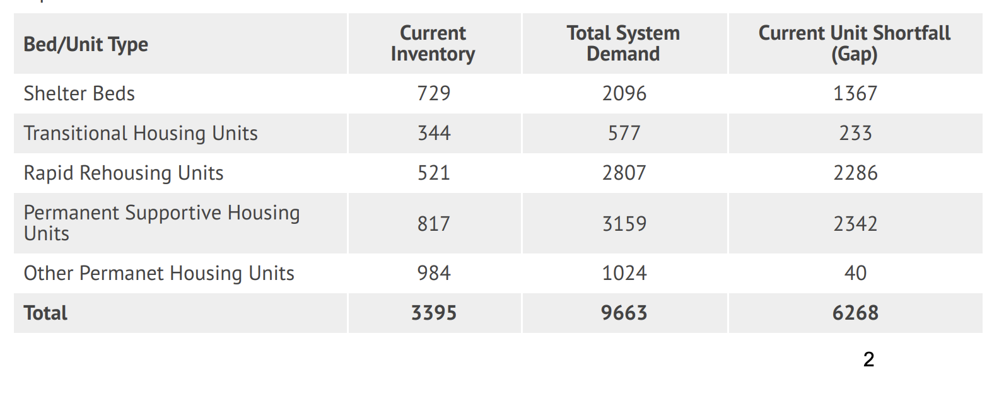 Bed/Unit Type Current Inventory Total System Demand Current Unit Shortfall (Gap)
Shelter Beds 729 2096 1367
Transitional Housing Units 344 577 233
Rapid Rehousing Units 521 2807 2286
Permanent Supportive Housing Units 817 3159 2342
Other Permanet Housing Units 984 1024 40
Total 3395 9663 6268
2